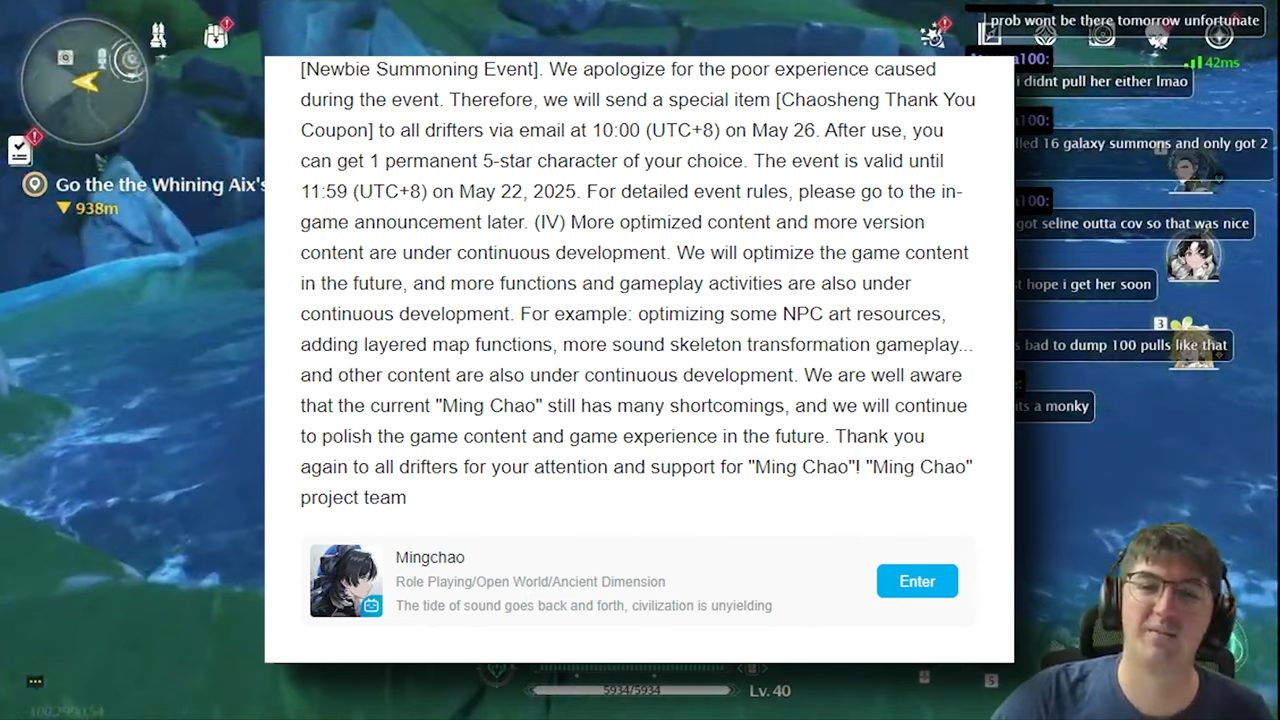 prob wont be there tomorrow unfortunate
a100:
42ms
i didnt pull her either lmao
a100:
lled 16 galaxy summons and only got 2
a100:
got seline outta cov so that was nice
hope i get her soon
3
s bad to dump 100 pulls like that
its a monky
Go the the Whining Aix's
938m
[Newbie Summoning Event]. We apologize for the poor experience caused
during the event. Therefore, we will send a special item [Chaosheng Thank You
Coupon] to all drifters via email at 10:00 (UTC+8) on May 26. After use, you
can get 1 permanent 5-star character of your choice. The event is valid until
11:59 (UTC+8) on May 22, 2025. For detailed event rules, please go to the in-
game announcement later. (IV) More optimized content and more version
content are under continuous development. We will optimize the game content
in the future, and more functions and gameplay activities are also under
continuous development. For example: optimizing some NPC art resources,
adding layered map functions, more sound skeleton transformation gameplay...
and other content are also under continuous development. We are well aware
that the current "Ming Chao" still has many shortcomings, and we will continue
to polish the game content and game experience in the future. Thank you
again to all drifters for your attention and support for "Ming Chao"! "Ming Chao"
project team
Mingchao
Role Playing/Open World/Ancient Dimension
The tide of sound goes back and forth, civilization is unyielding
Enter
5934/5934
Lv. 40
5